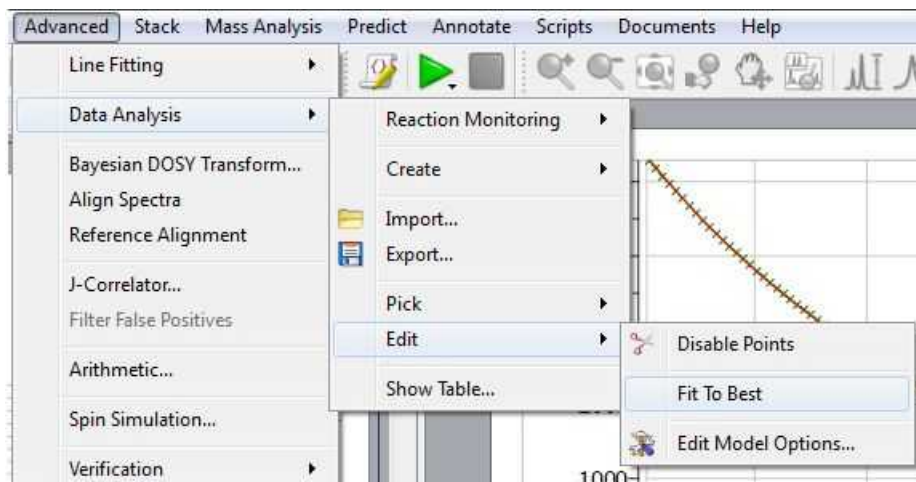 Advanced Stack Mass Analysis Predict Annotate Scripts Documents Help
Line Fitting
Data Analysis
Bayesian DOSY Transform...
Align Spectra
Reference Alignment
J-Correlator...
Filter False Positives
Arithmetic...
Spin Simulation...
Verification
Reaction Monitoring
Create
Import...
Export...
Pick
Edit
Show Table...
Disable Points
Fit To Best
Edit Model Options...
1000